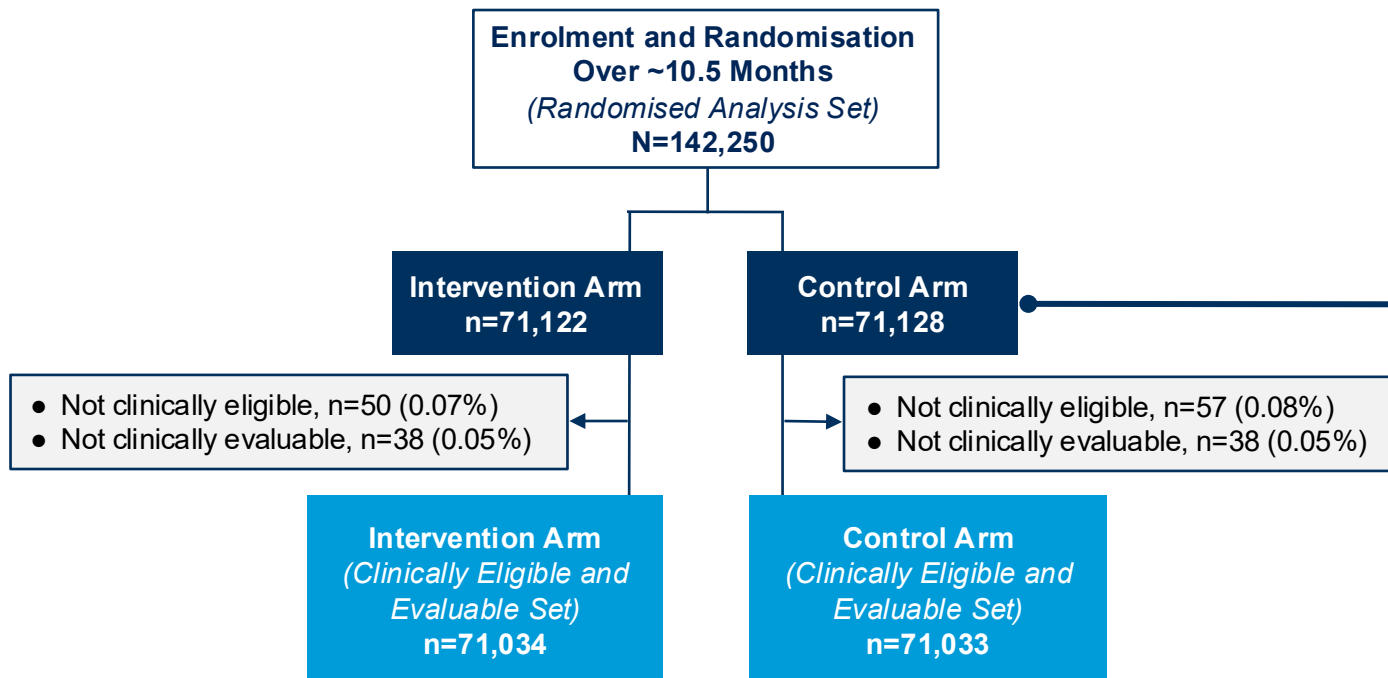 Enrolment and Randomisation
Over ~10.5 Months
(Randomised Analysis Set)
N=142,250
Intervention Arm
n=71,122
Control Arm
n=71,128
● Not clinically eligible, n=50 (0.07%)
● Not clinically evaluable, n=38 (0.05%)
● Not clinically eligible, n=57 (0.08%)
● Not clinically evaluable, n=38 (0.05%)
Intervention Arm
(Clinically Eligible and
Evaluable Set)
n=71,034
Control Arm
(Clinically Eligible and
Evaluable Set)
n=71,033